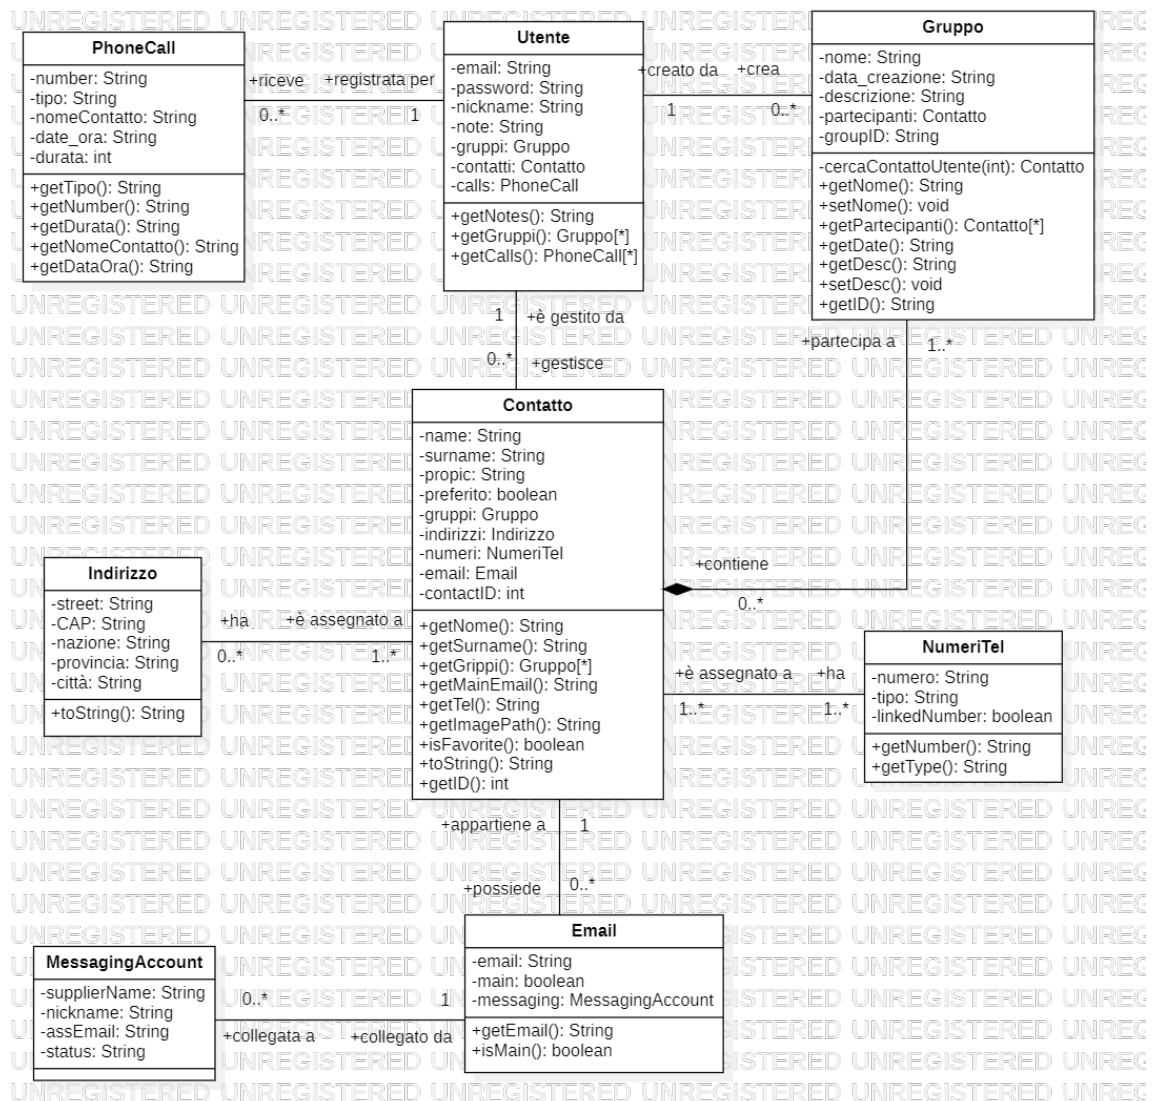 PhoneCall
-number: String
-tipo: String
-nomeContatto: String
-date_ora: String
-durata: int
+getTipo(): String
+getNumber(): String
+getDurata(): String
+getNomeContatto(): String
+getDataOra(): String
+riceve
+registrata per
0..*
1
Utente
-email: String
-password: String
-nickname: String
-note: String
-gruppi: Gruppo
-contatti: Contatto
-calls: PhoneCall
+getNotes(): String
+getGruppi(): Gruppo[*]
+getCalls(): PhoneCall[*]
+creato da
+crea
1
0..*
Gruppo
-nome: String
-data_creazione: String
-descrizione: String
-partecipanti: Contatto
-groupID: String
-cercaContattoUtente(int): Contatto
+getNome(): String
+setNome(): void
+getPartecipanti(): Contatto[*]
+getDate(): String
+getDesc(): String
+setDesc(): void
+getID(): String
1
+è gestito da
0..*
+gestisce
+partecipa a
1..*
Contatto
-name: String
-surname: String
-propic: String
-preferito: boolean
-gruppi: Gruppo
-indirizzi: Indirizzo
-numeri: NumeriTel
-email: Email
-contactID: int
+getNome(): String
+getSurname(): String
+getGrippi(): Gruppo[*]
+getMainEmail(): String
+getTel(): String
+getImagePath(): String
+isFavorite(): boolean
+toString(): String
+getID(): int
+contiene
0..*
Indirizzo
-street: String
-CAP: String
-nazione: String
-provincia: String
-città: String
+toString(): String
+ha
+è assegnato a
0..*
1..*
+è assegnato a
+ha
1..*
1..*
NumeriTel
-numero: String
-tipo: String
-linkedNumber: boolean
+getNumber(): String
+getType(): String
+appartiene a
1
+possiede
0..*
Email
-email: String
-main: boolean
-messaging: MessagingAccount
+getEmail(): String
+isMain(): boolean
MessagingAccount
-supplierName: String
-nickname: String
-assEmail: String
-status: String
0..*
1
+collegata a
+collegato da
UNREGISTERED